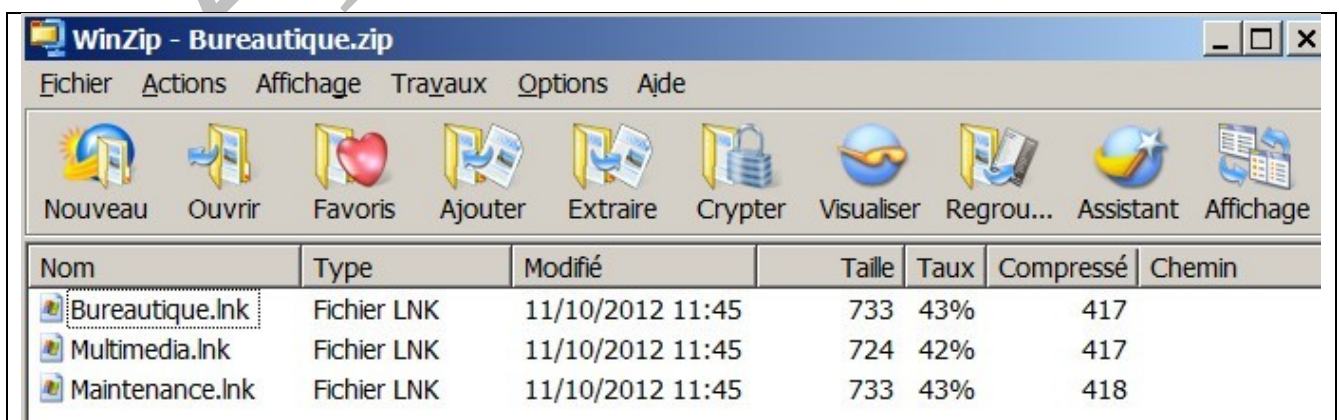 WinZip - Bureautique.zip
Fichier Actions Affichage Travaux Options Aide
Nouveau Ouvrir Favoris Ajouter Extraire Crypter Visualiser Regrou... Assistant Affichage
Nom Type Modifié Taille Taux Compressé Chemin
Bureautique.lnk Fichier LNK 11/10/2012 11:45 733 43% 417
Multimedia.lnk Fichier LNK 11/10/2012 11:45 724 42% 417
Maintenance.lnk Fichier LNK 11/10/2012 11:45 733 43% 418